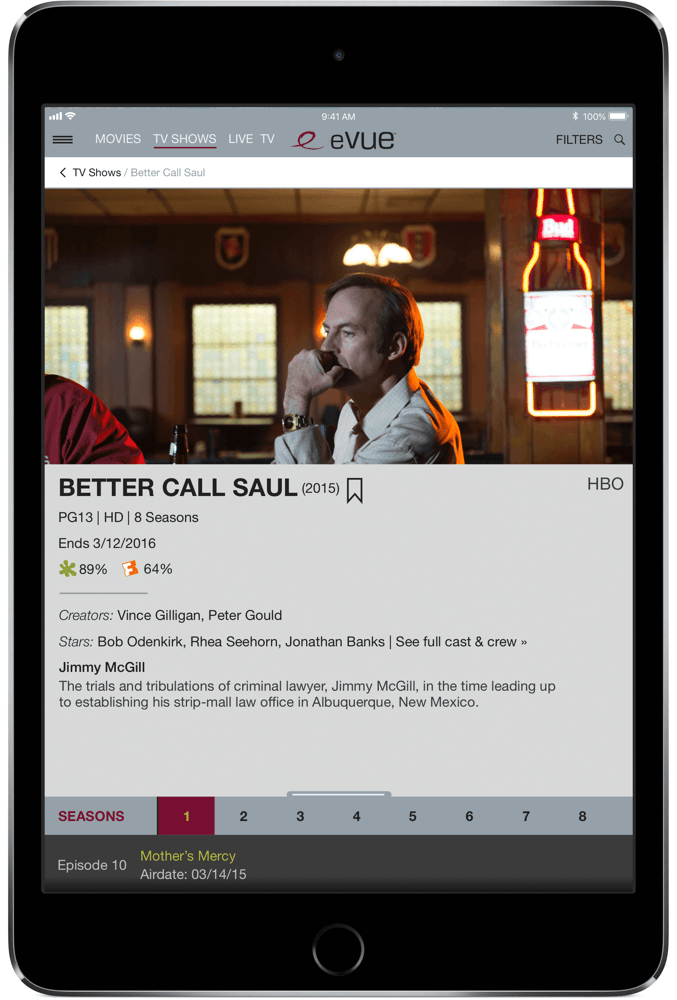 9:41 AM 100%
MOVIES TV SHOWS LIVE TV eVUE™ FILTERS
TV Shows / Better Call Saul
Bud
BETTER CALL SAUL (2015) HBO
PG13 | HD | 8 Seasons
Ends 3/12/2016
89% F 64%
Creators: Vince Gilligan, Peter Gould
Stars: Bob Odenkirk, Rhea Seehorn, Jonathan Banks | See full cast & crew »
Jimmy McGill
The trials and tribulations of criminal lawyer, Jimmy McGill, in the time leading up
to establishing his strip-mall law office in Albuquerque, New Mexico.
SEASONS 1 2 3 4 5 6 7 8
Episode 10 Mother's Mercy
Airdate: 03/14/15